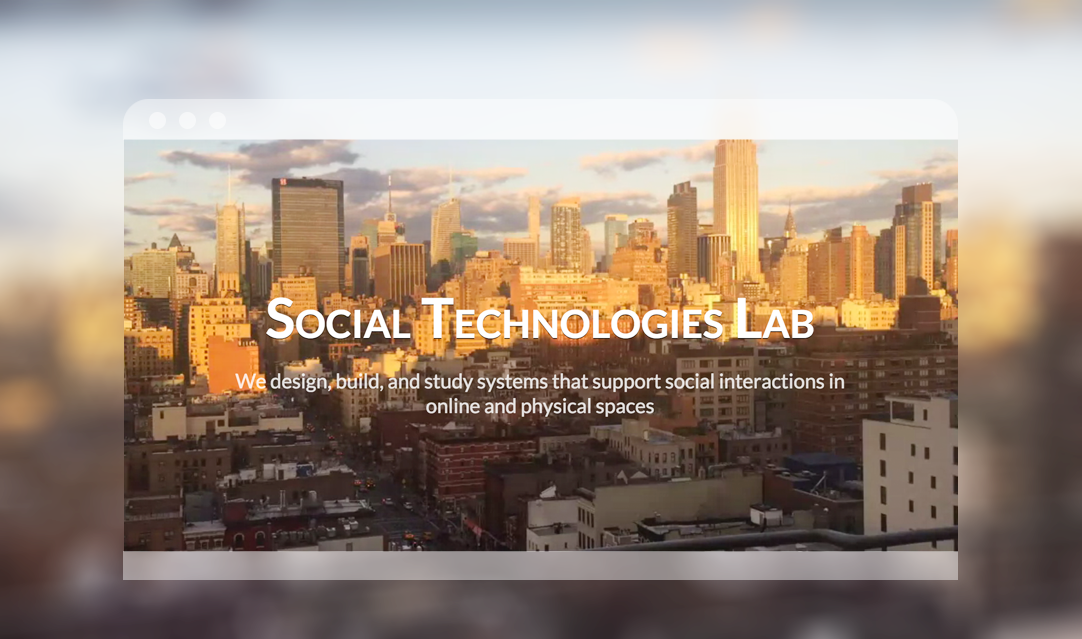 Social Technologies Lab
We design, build, and study systems that support social interactions in
online and physical spaces